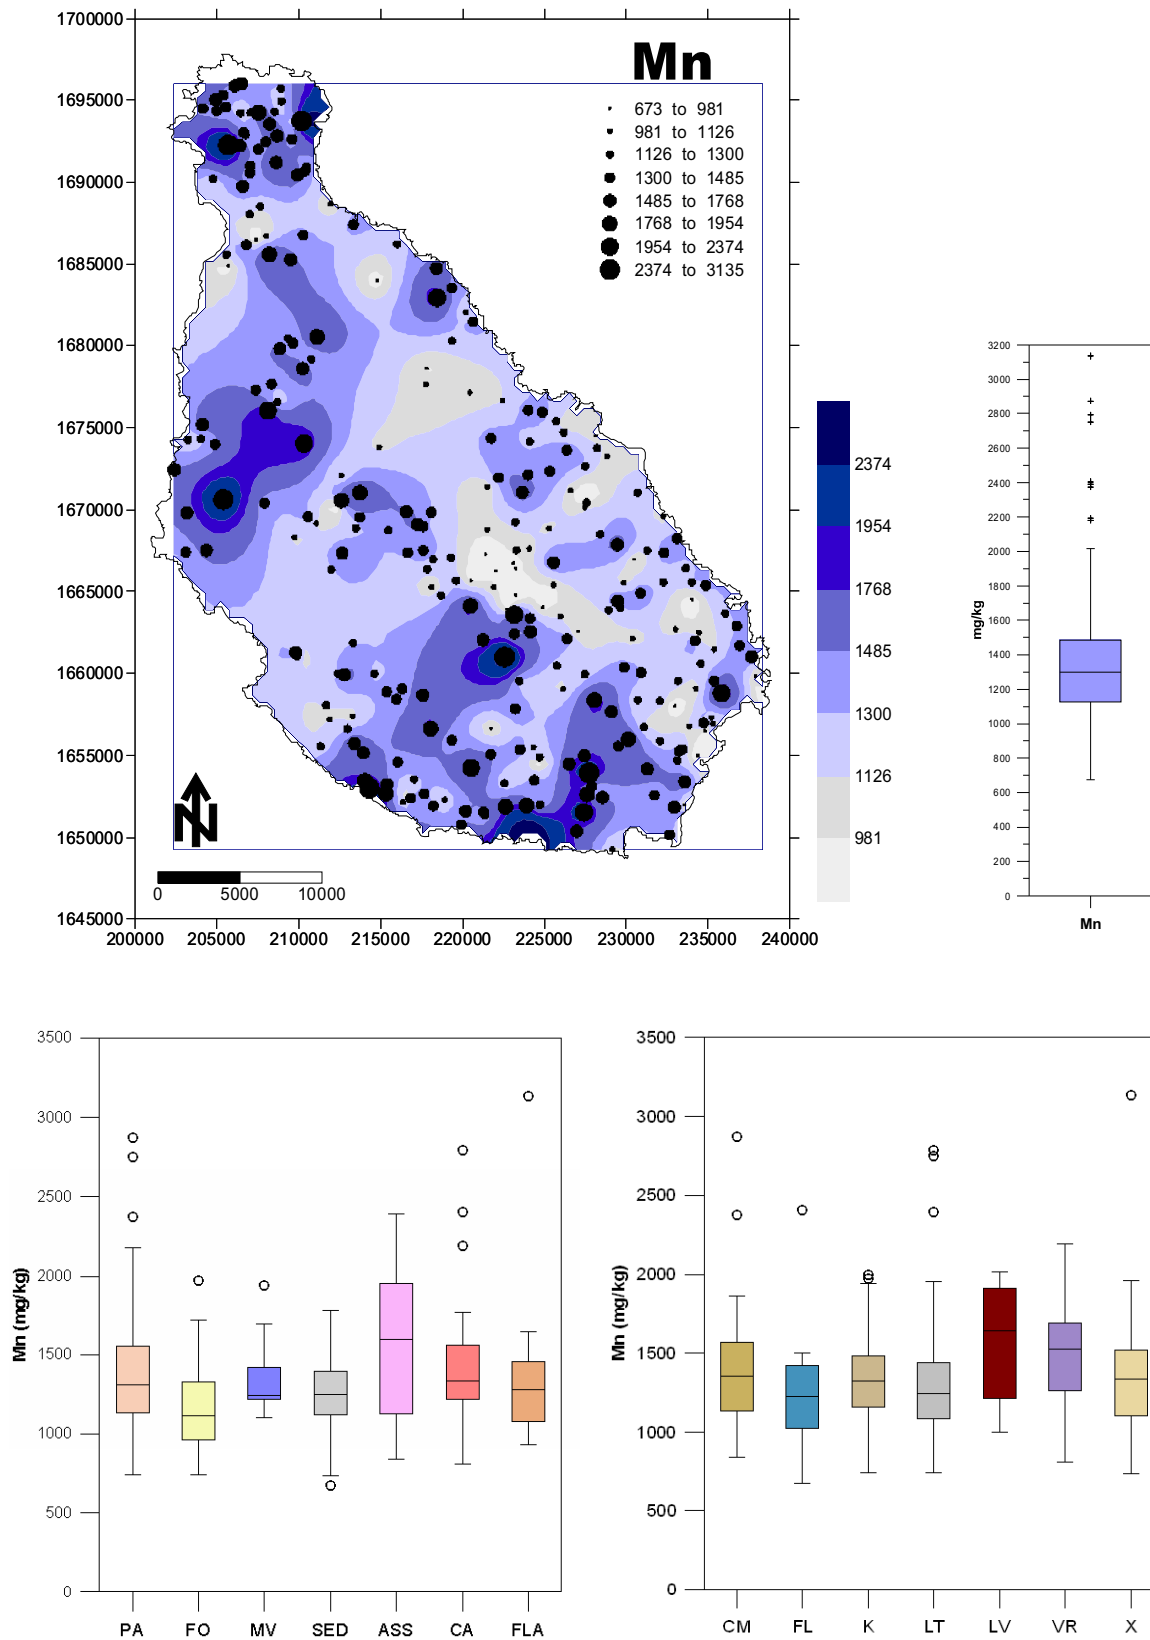 1700000
1695000
1690000
1685000
1680000
1675000
1670000
1665000
1660000
1655000
1650000
1645000
200000 205000 210000 215000 220000 225000 230000 235000 240000
Mn
673 to 981
981 to 1126
1126 to 1300
1300 to 1485
1485 to 1768
1768 to 1954
1954 to 2374
2374 to 3135
N
0 5000 10000
2374
1954
1768
1485
1300
1126
981
3200
3000
2800
2600
2400
2200
2000
1800
1600
1400
1200
1000
800
600
400
200
0
mg/kg
Mn
3500
3000
2500
2000
1500
1000
500
0
Mn (mg/kg)
PA FO MV SED ASS CA FLA
3500
3000
2500
2000
1500
1000
500
0
Mn (mg/kg)
CM FL K LT LV VR X